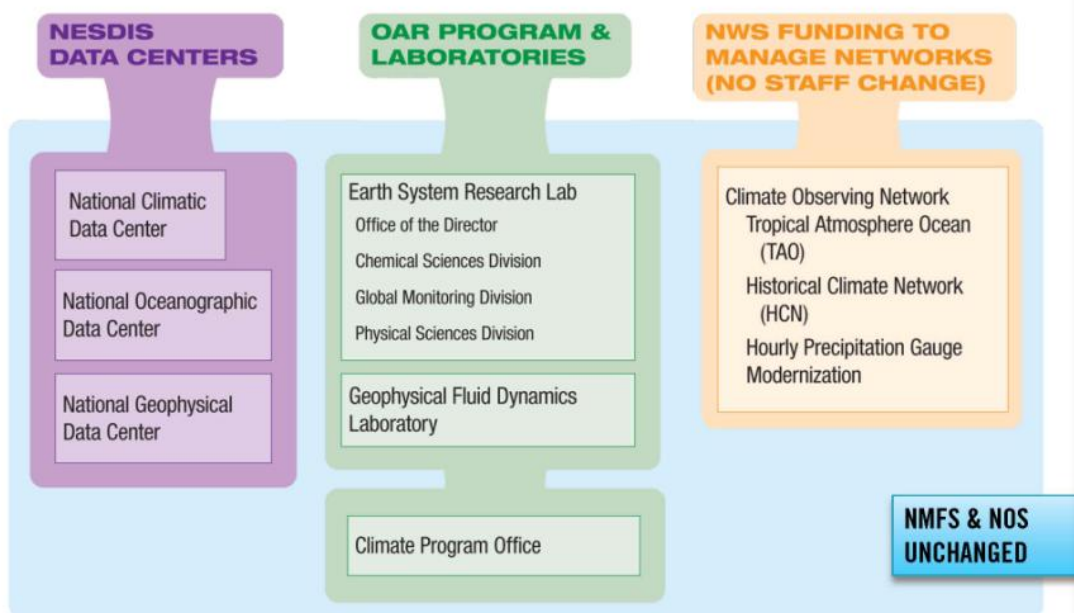 NESDIS
DATA CENTERS
National Climatic
Data Center
National Oceanographic
Data Center
National Geophysical
Data Center
OAR PROGRAM &
LABORATORIES
Earth System Research Lab
Office of the Director
Chemical Sciences Division
Global Monitoring Division
Physical Sciences Division
Geophysical Fluid Dynamics
Laboratory
Climate Program Office
NWS FUNDING TO
MANAGE NETWORKS
(NO STAFF CHANGE)
Climate Observing Network
Tropical Atmosphere Ocean
(TAO)
Historical Climate Network
(HCN)
Hourly Precipitation Gauge
Modernization
NMFS & NOS
UNCHANGED